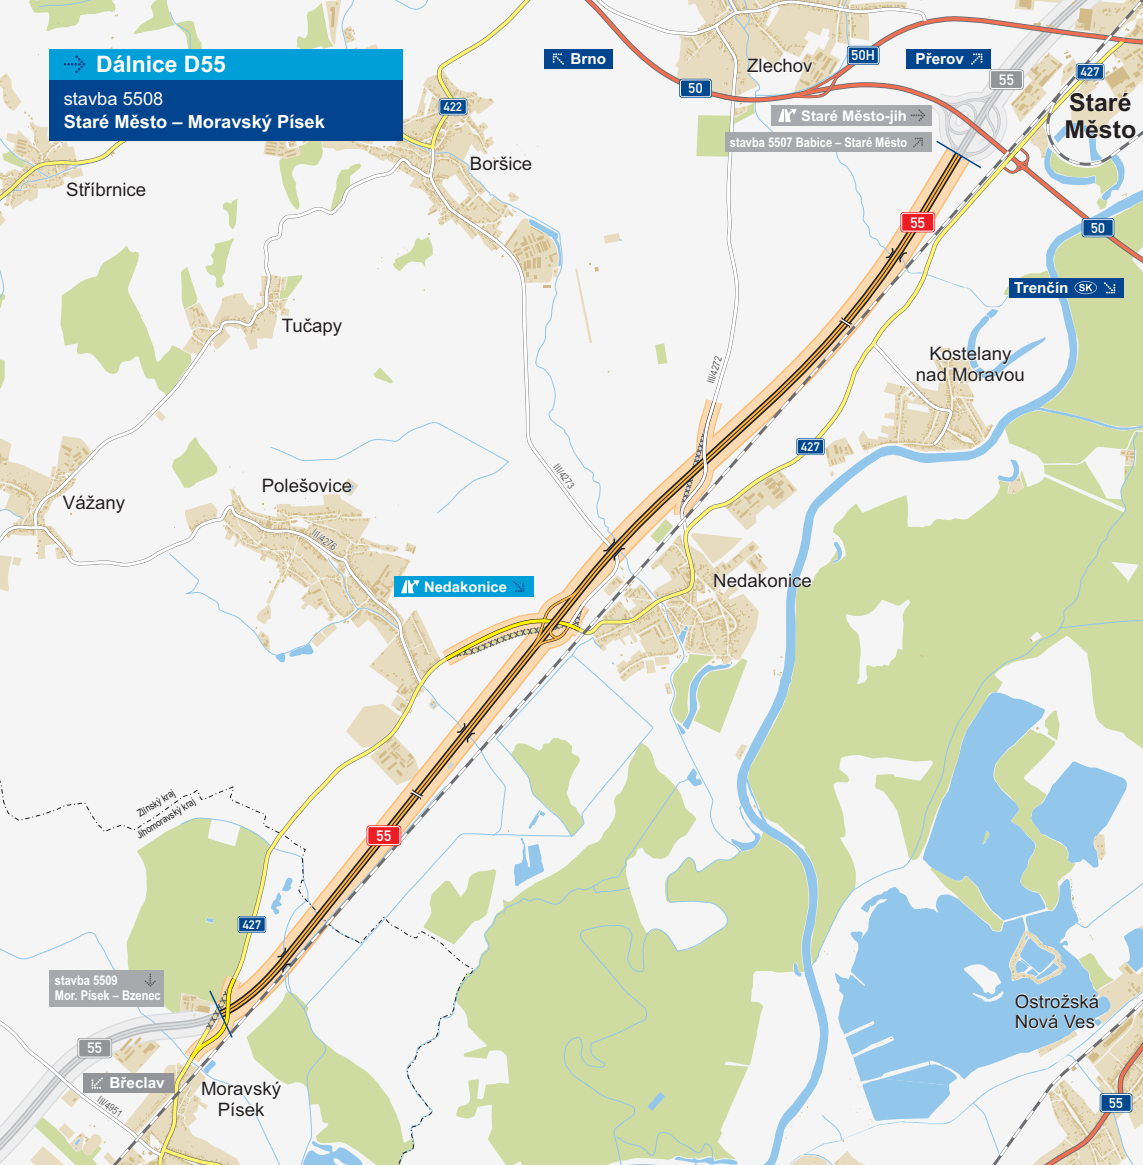 Dálnice D55
stavba 5508
Staré Město – Moravský Písek
Brno
50
Zlechov
50H
Přerov
55
427
Staré
Město
422
Staré Město-jih
stavba 5507 Babice – Staré Město
Boršice
Stříbrnice
55
50
Trenčín SK
Tučapy
Kostelany
nad Moravou
III/4272
427
III/4273
Polešovice
Vážany
III/4276
Nedakonice
Nedakonice
Zlínský kraj
Jihomoravský kraj
55
427
stavba 5509
Mor. Písek – Bzenec
Ostrožská
Nová Ves
55
Břeclav
Moravský
Písek
III/4951
55